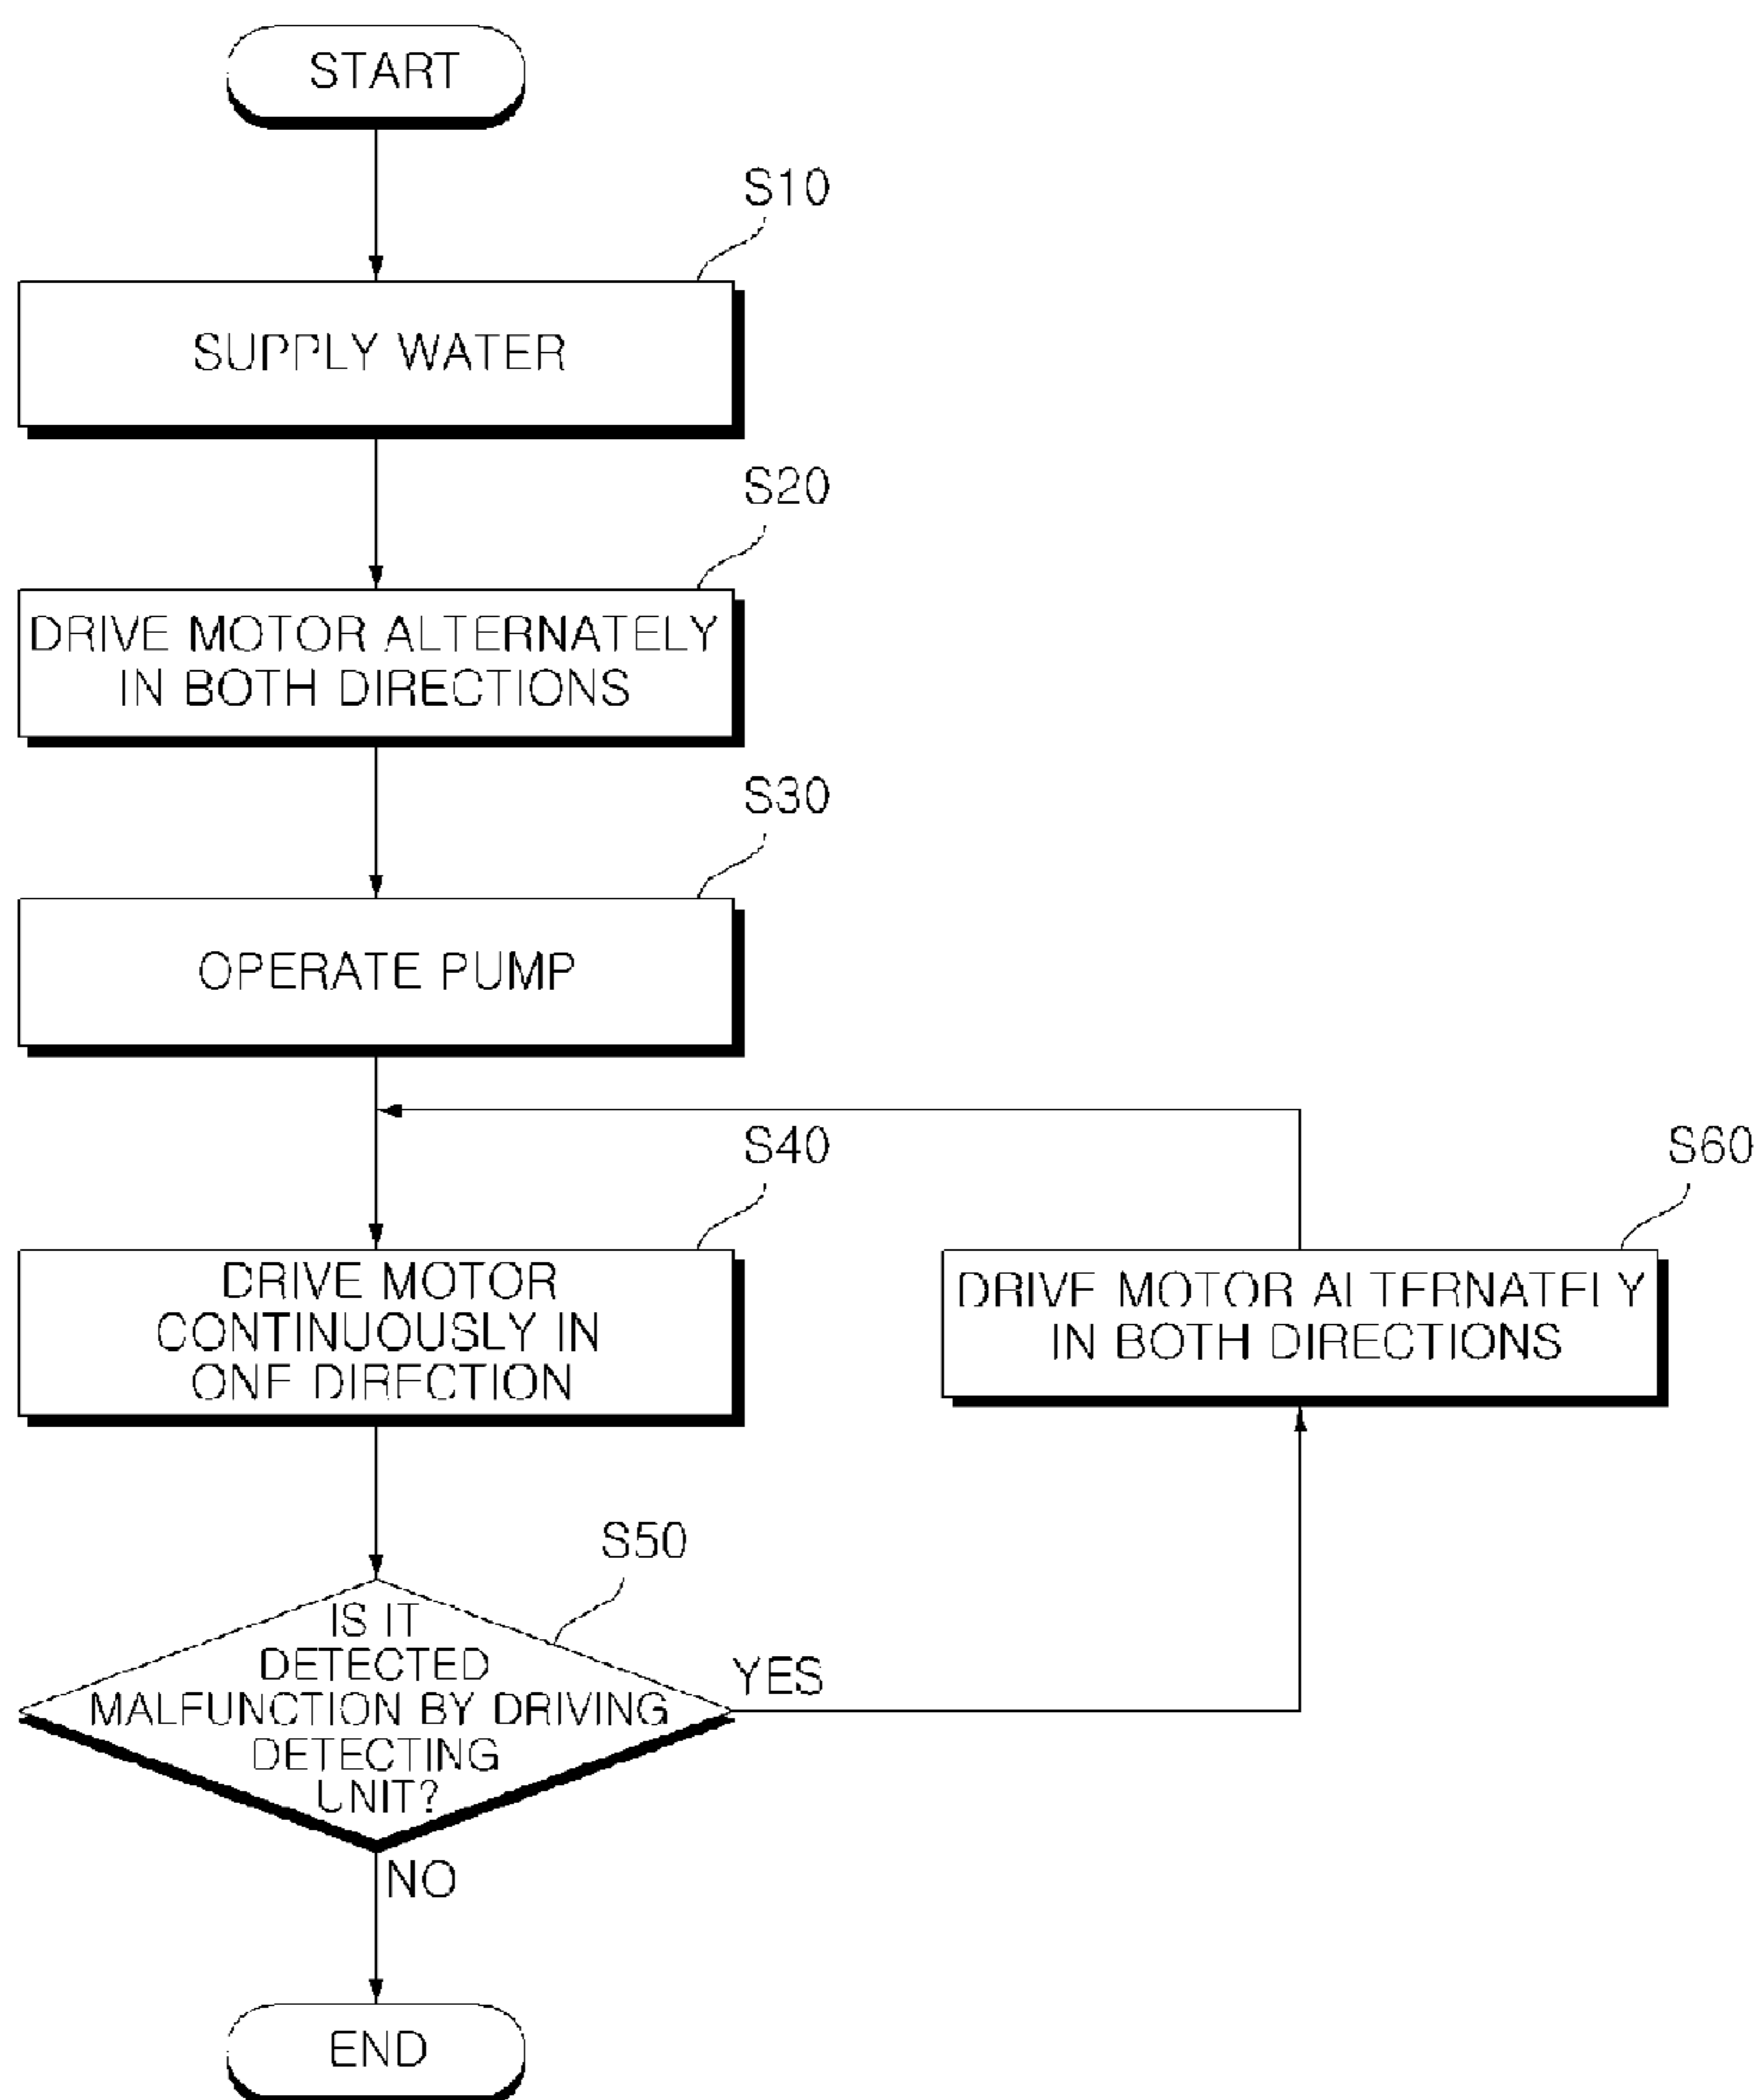 START
S10
SUPPLY WATER
S20
DRIVE MOTOR ALTERNATELY
IN BOTH DIRECTIONS
S30
OPERATE PUMP
S40
DRIVE MOTOR
CONTINUOUSLY IN
ONE DIRECTION
S60
DRIVE MOTOR ALTERNATELY
IN BOTH DIRECTIONS
S50
IS IT
DETECTED
MALFUNCTION BY DRIVING
DETECTING
UNIT?
YES
NO
END